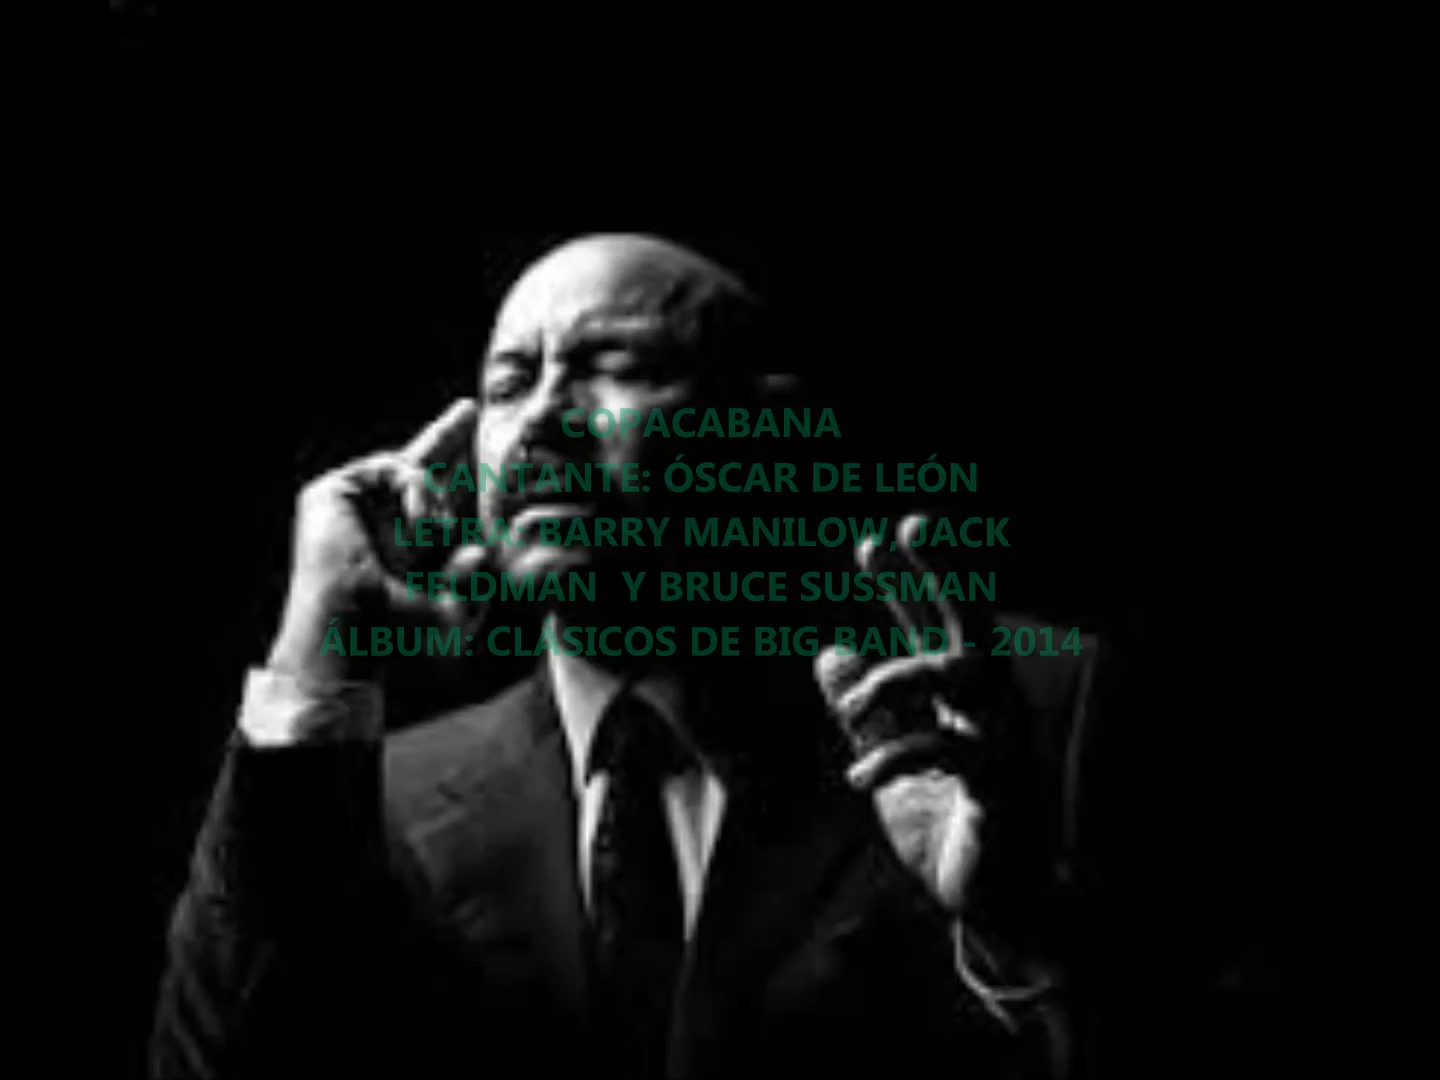 COPACABANA
CANTANTE: ÓSCAR DE LEÓN
LETRA: BARRY MANILOW, JACK
FELDMAN  Y BRUCE SUSSMAN
ÁLBUM: CLÁSICOS DE BIG BAND - 2014